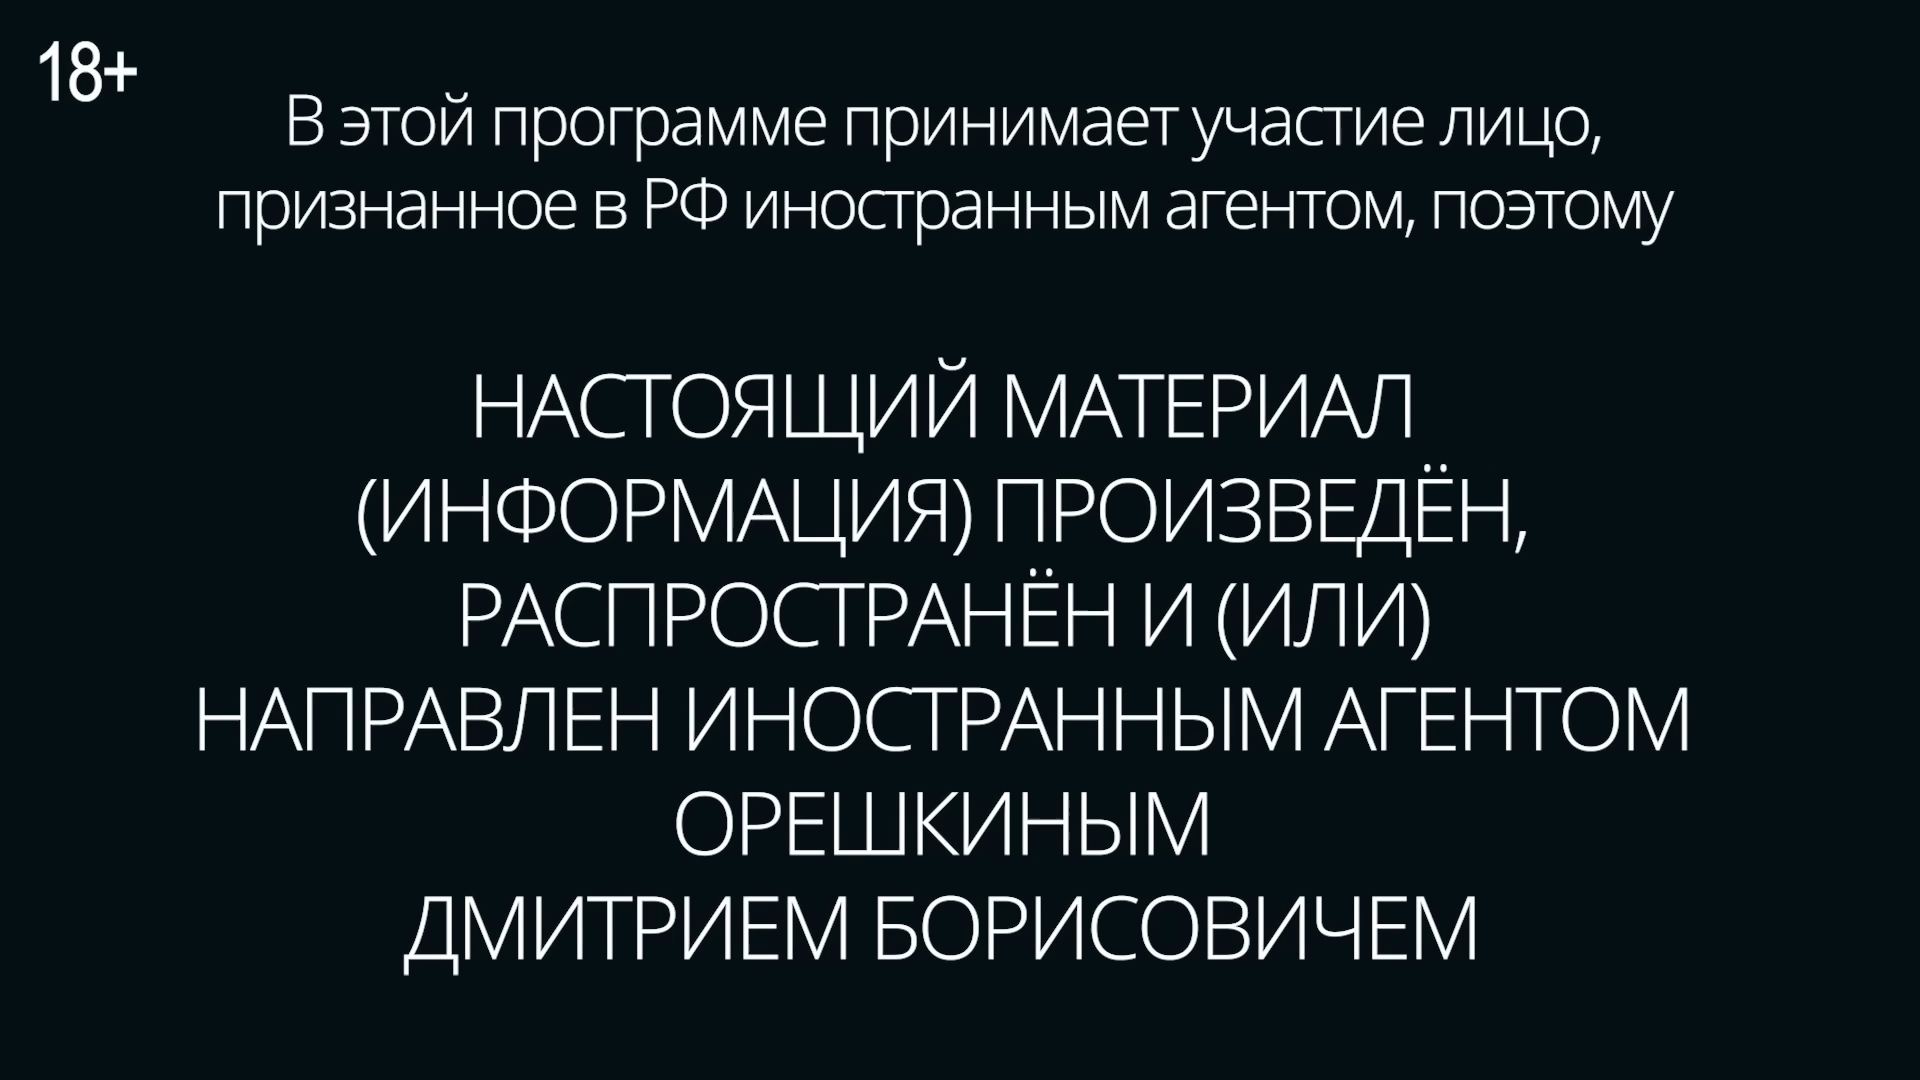 18+
В этой программе принимает участие лицо,
признанное в РФ иностранным агентом, поэтому
НАСТОЯЩИЙ МАТЕРИАЛ
(ИНФОРМАЦИЯ) ПРОИЗВЕДЁН,
РАСПРОСТРАНЁН И (ИЛИ)
НАПРАВЛЕН ИНОСТРАННЫМ АГЕНТОМ
ОРЕШКИНЫМ
ДМИТРИЕМ БОРИСОВИЧЕМ